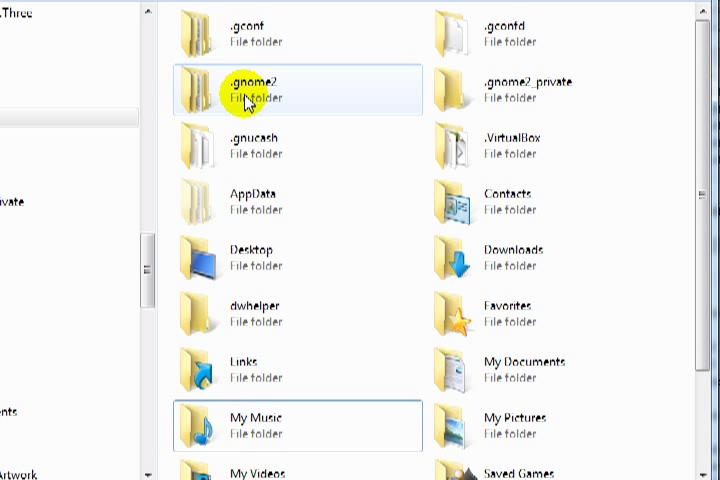 .Three
ivate
ents
Artwork
.gconf
File folder
.gconfd
File folder
.gnome2
File folder
.gnome2_private
File folder
.gnucash
File folder
.VirtualBox
File folder
AppData
File folder
Contacts
File folder
Desktop
File folder
Downloads
File folder
dwhelper
File folder
Favorites
File folder
Links
File folder
My Documents
File folder
My Music
File folder
My Pictures
File folder
My Videos
Saved Games